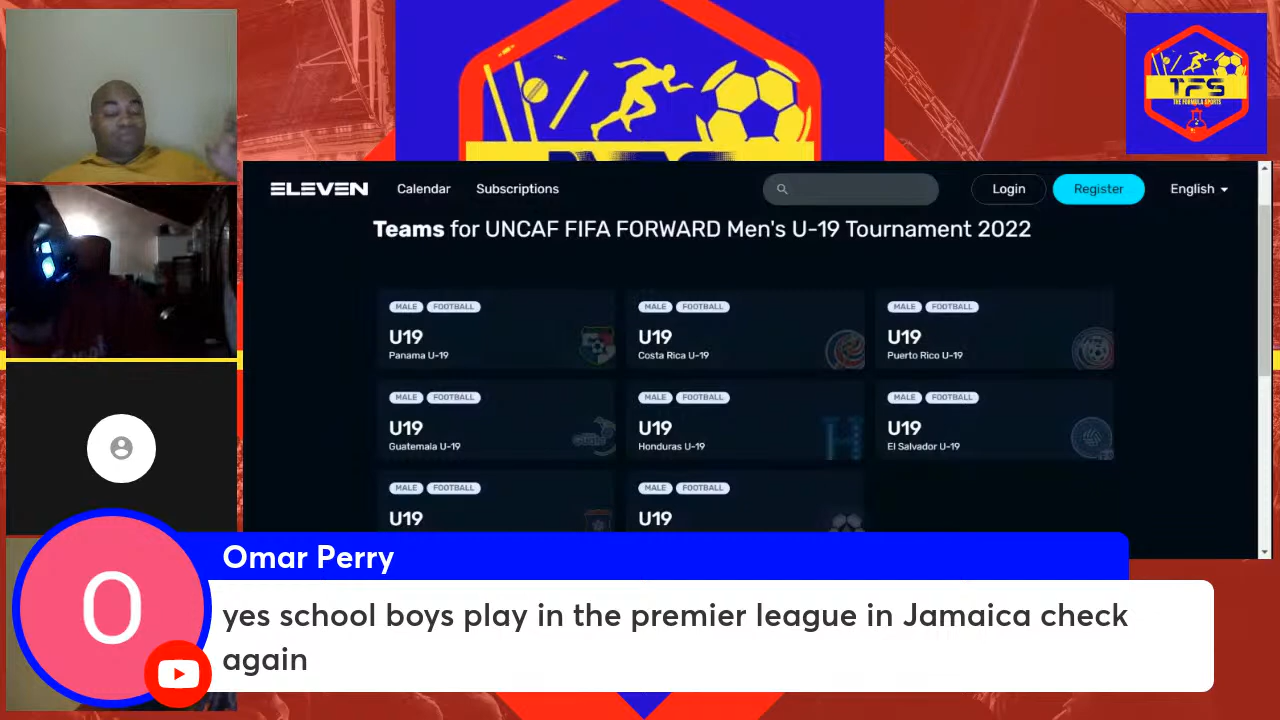 TFS
THE FORMULA SPORTS
ELEVEN Calendar Subscriptions Login Register English
Teams for UNCAF FIFA FORWARD Men's U-19 Tournament 2022
MALE FOOTBALL MALE FOOTBALL MALE FOOTBALL
U19 U19 U19
Panama U-19 Costa Rica U-19 Puerto Rico U-19
MALE FOOTBALL MALE FOOTBALL MALE FOOTBALL
U19 U19 U19
Guatemala U-19 Honduras U-19 El Salvador U-19
MALE FOOTBALL MALE FOOTBALL
U19 U19
O
Omar Perry
yes school boys play in the premier league in Jamaica check
again